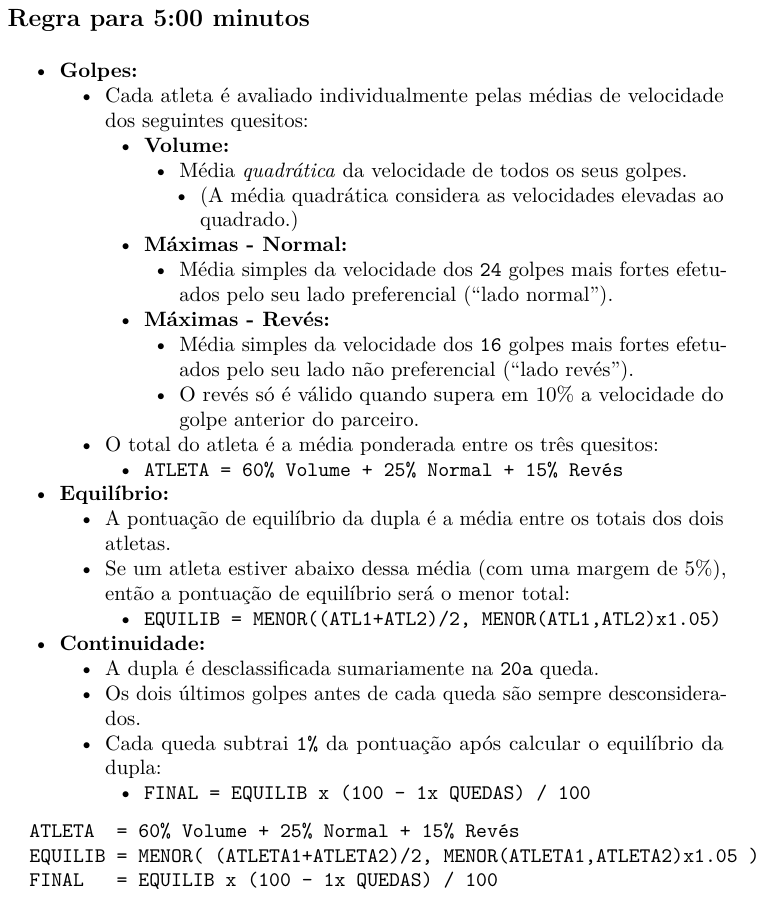 Regra para 5:00 minutos
• Golpes:
• Cada atleta é avaliado individualmente pelas médias de velocidade
dos seguintes quesitos:
• Volume:
• Média quadrática da velocidade de todos os seus golpes.
• (A média quadrática considera as velocidades elevadas ao
quadrado.)
• Máximas - Normal:
• Média simples da velocidade dos 24 golpes mais fortes efetu-
ados pelo seu lado preferencial (“lado normal”).
• Máximas - Revés:
• Média simples da velocidade dos 16 golpes mais fortes efetu-
ados pelo seu lado não preferencial (“lado revés”).
• O revés só é válido quando supera em 10% a velocidade do
golpe anterior do parceiro.
• O total do atleta é a média ponderada entre os três quesitos:
• ATLETA = 60% Volume + 25% Normal + 15% Revés
• Equilíbrio:
• A pontuação de equilíbrio da dupla é a média entre os totais dos dois
atletas.
• Se um atleta estiver abaixo dessa média (com uma margem de 5%),
então a pontuação de equilíbrio será o menor total:
• EQUILIB = MENOR((ATL1+ATL2)/2, MENOR(ATL1,ATL2)x1.05)
• Continuidade:
• A dupla é desclassificada sumariamente na 20a queda.
• Os dois últimos golpes antes de cada queda são sempre desconsidera-
dos.
• Cada queda subtrai 1% da pontuação após calcular o equilíbrio da
dupla:
• FINAL = EQUILIB x (100 - 1x QUEDAS) / 100
ATLETA  = 60% Volume + 25% Normal + 15% Revés
EQUILIB = MENOR( (ATLETA1+ATLETA2)/2, MENOR(ATLETA1,ATLETA2)x1.05 )
FINAL   = EQUILIB x (100 - 1x QUEDAS) / 100